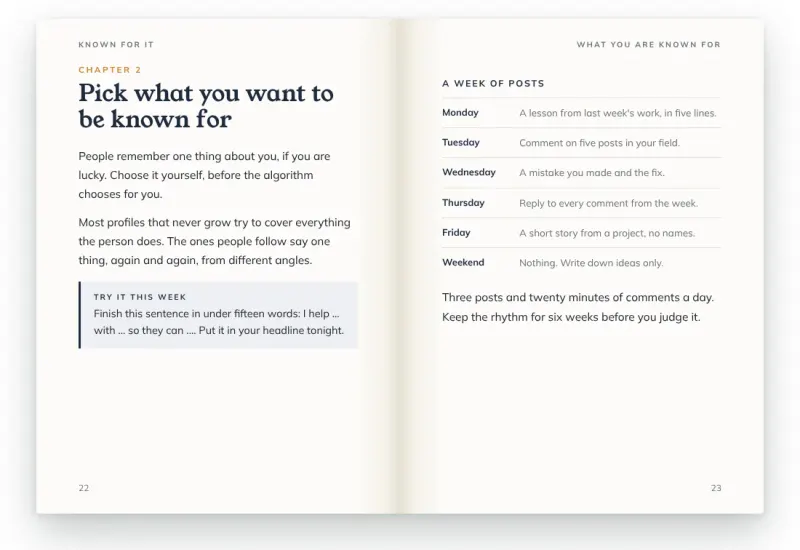 KNOWN FOR IT
CHAPTER 2
Pick what you want to
be known for
People remember one thing about you, if you are
lucky. Choose it yourself, before the algorithm
chooses for you.
Most profiles that never grow try to cover everything
the person does. The ones people follow say one
thing, again and again, from different angles.
TRY IT THIS WEEK
Finish this sentence in under fifteen words: I help ...
with ... so they can .... Put it in your headline tonight.
22
WHAT YOU ARE KNOWN FOR
A WEEK OF POSTS
Monday A lesson from last week's work, in five lines.
Tuesday Comment on five posts in your field.
Wednesday A mistake you made and the fix.
Thursday Reply to every comment from the week.
Friday A short story from a project, no names.
Weekend Nothing. Write down ideas only.
Three posts and twenty minutes of comments a day.
Keep the rhythm for six weeks before you judge it.
23